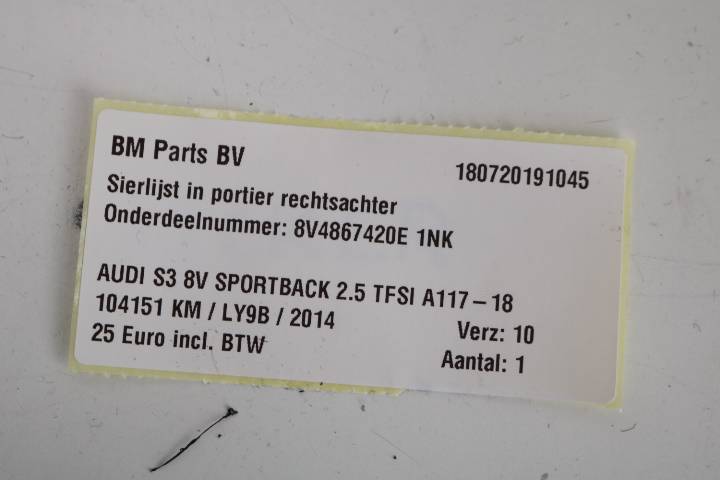 BM Parts BV
180720191045
Sierlijst in portier rechtsachter
Onderdeelnummer: 8V4867420E 1NK
AUDI S3 8V SPORTBACK 2.5 TFSI A117-18
104151 KM / LY9B / 2014
Verz: 10
25 Euro incl. BTW
Aantal: 1